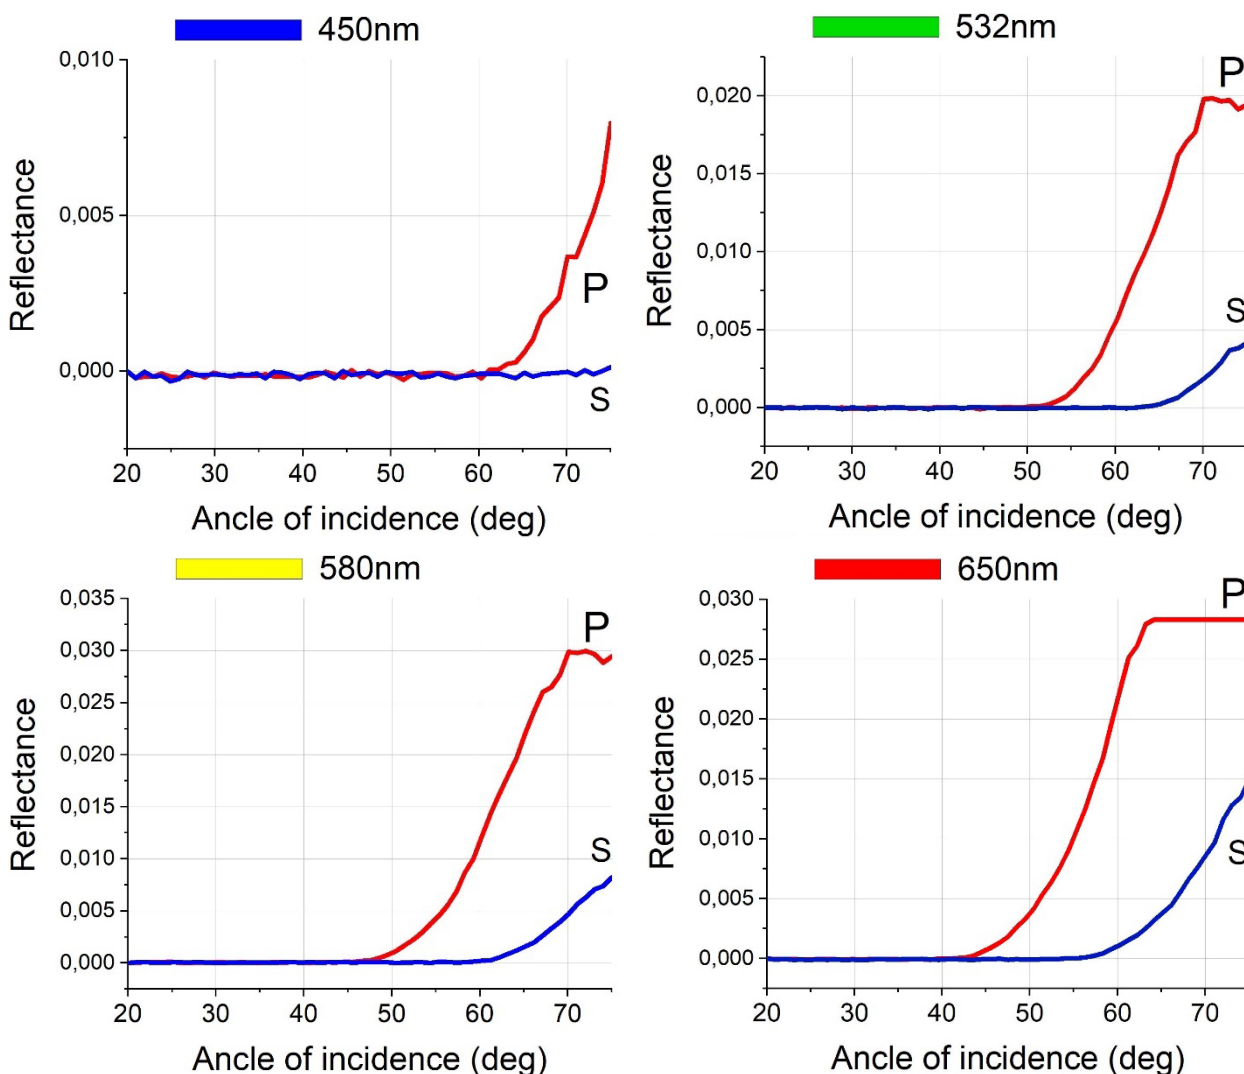 450nm
0,010
0,005
0,000
Reflectance
P
S
20 30 40 50 60 70
Ancle of incidence (deg)
532nm
0,020
0,015
0,010
0,005
0,000
Reflectance
P
S
20 30 40 50 60 70
Ancle of incidence (deg)
580nm
0,035
0,030
0,025
0,020
0,015
0,010
0,005
0,000
Reflectance
P
S
20 30 40 50 60 70
Ancle of incidence (deg)
650nm
0,030
0,025
0,020
0,015
0,010
0,005
0,000
Reflectance
P
S
20 30 40 50 60 70
Ancle of incidence (deg)